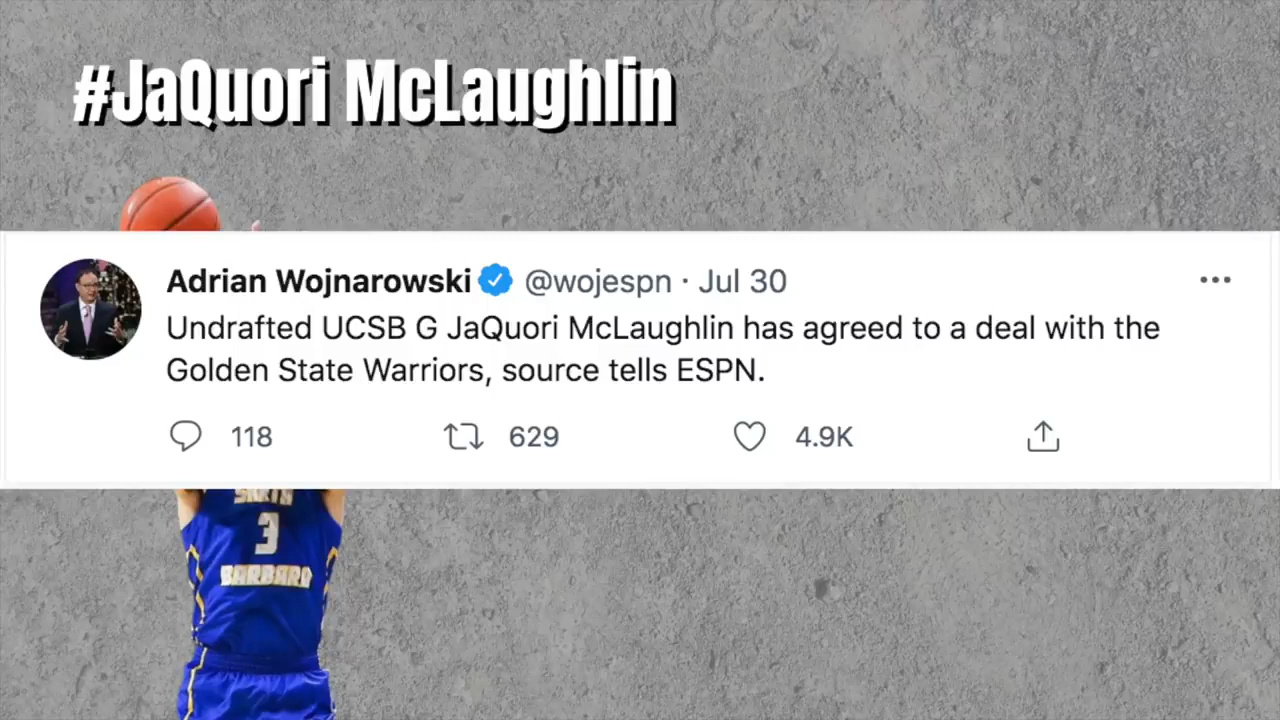 #JaQuori McLaughlin
Adrian Wojnarowski @wojespn · Jul 30
Undrafted UCSB G JaQuori McLaughlin has agreed to a deal with the
Golden State Warriors, source tells ESPN.
118 629 4.9K
3
BARBARA